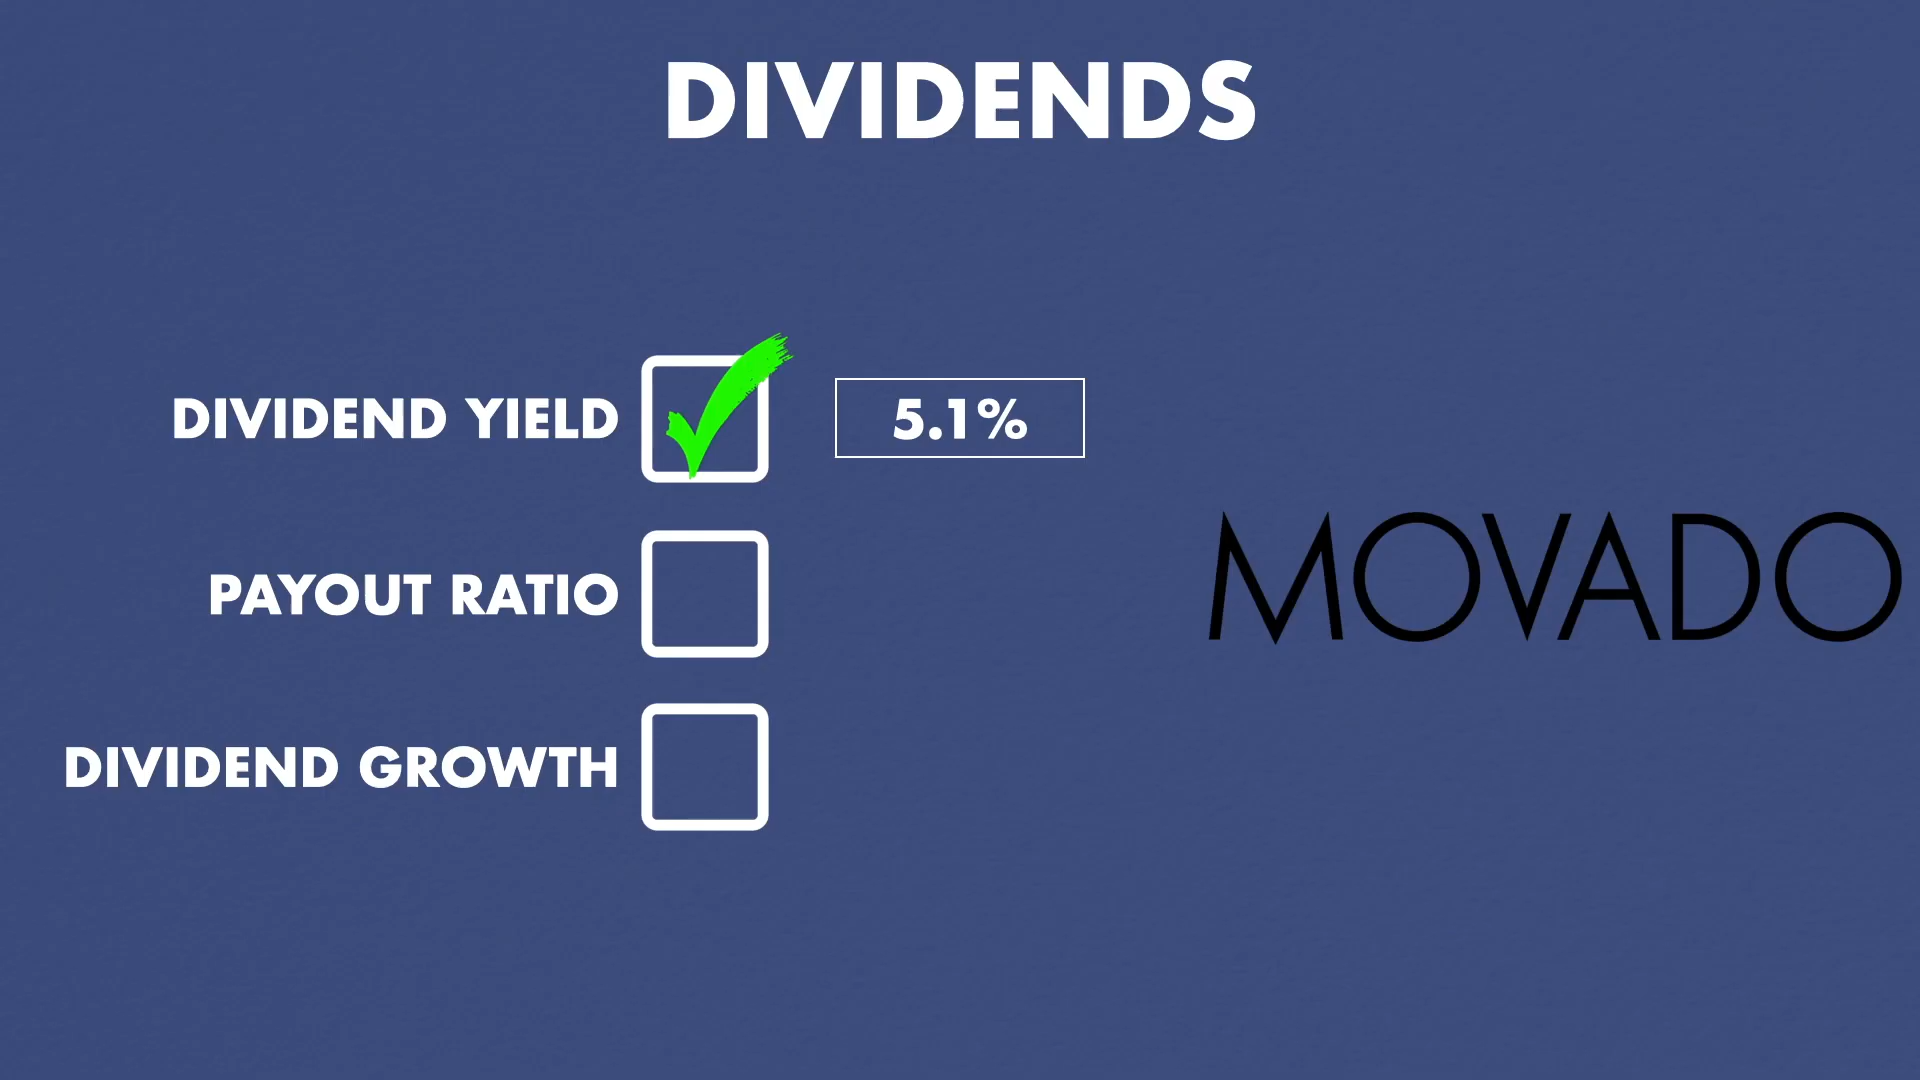 DIVIDENDS
DIVIDEND YIELD 5.1%
PAYOUT RATIO
DIVIDEND GROWTH
MOVADO